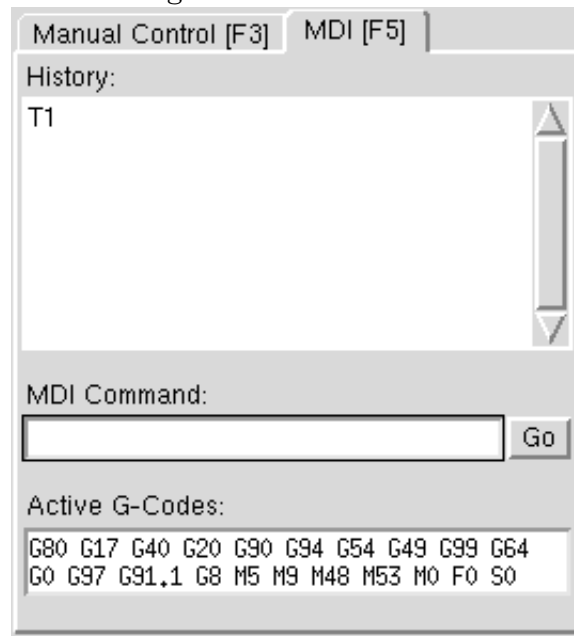 Manual Control [F3] MDI [F5]
History:
T1
MDI Command:
Go
Active G-Codes:
G80 G17 G40 G20 G90 G94 G54 G49 G99 G64
G0 G97 G91.1 G8 M5 M9 M48 M53 M0 F0 S0